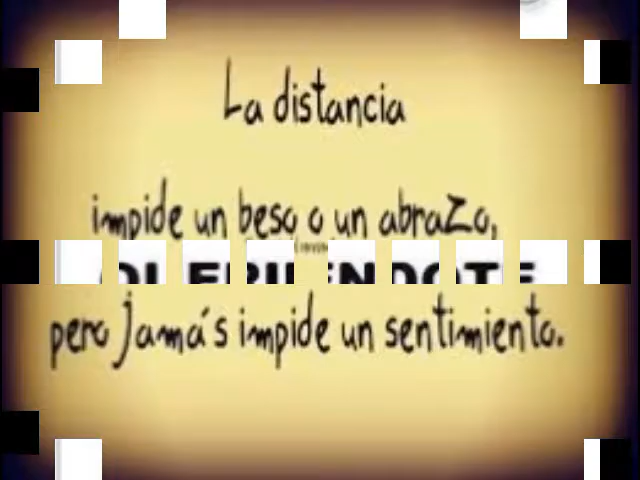 La distancia
impide un beso o un abrazo,
pero jamás impide un sentimiento.